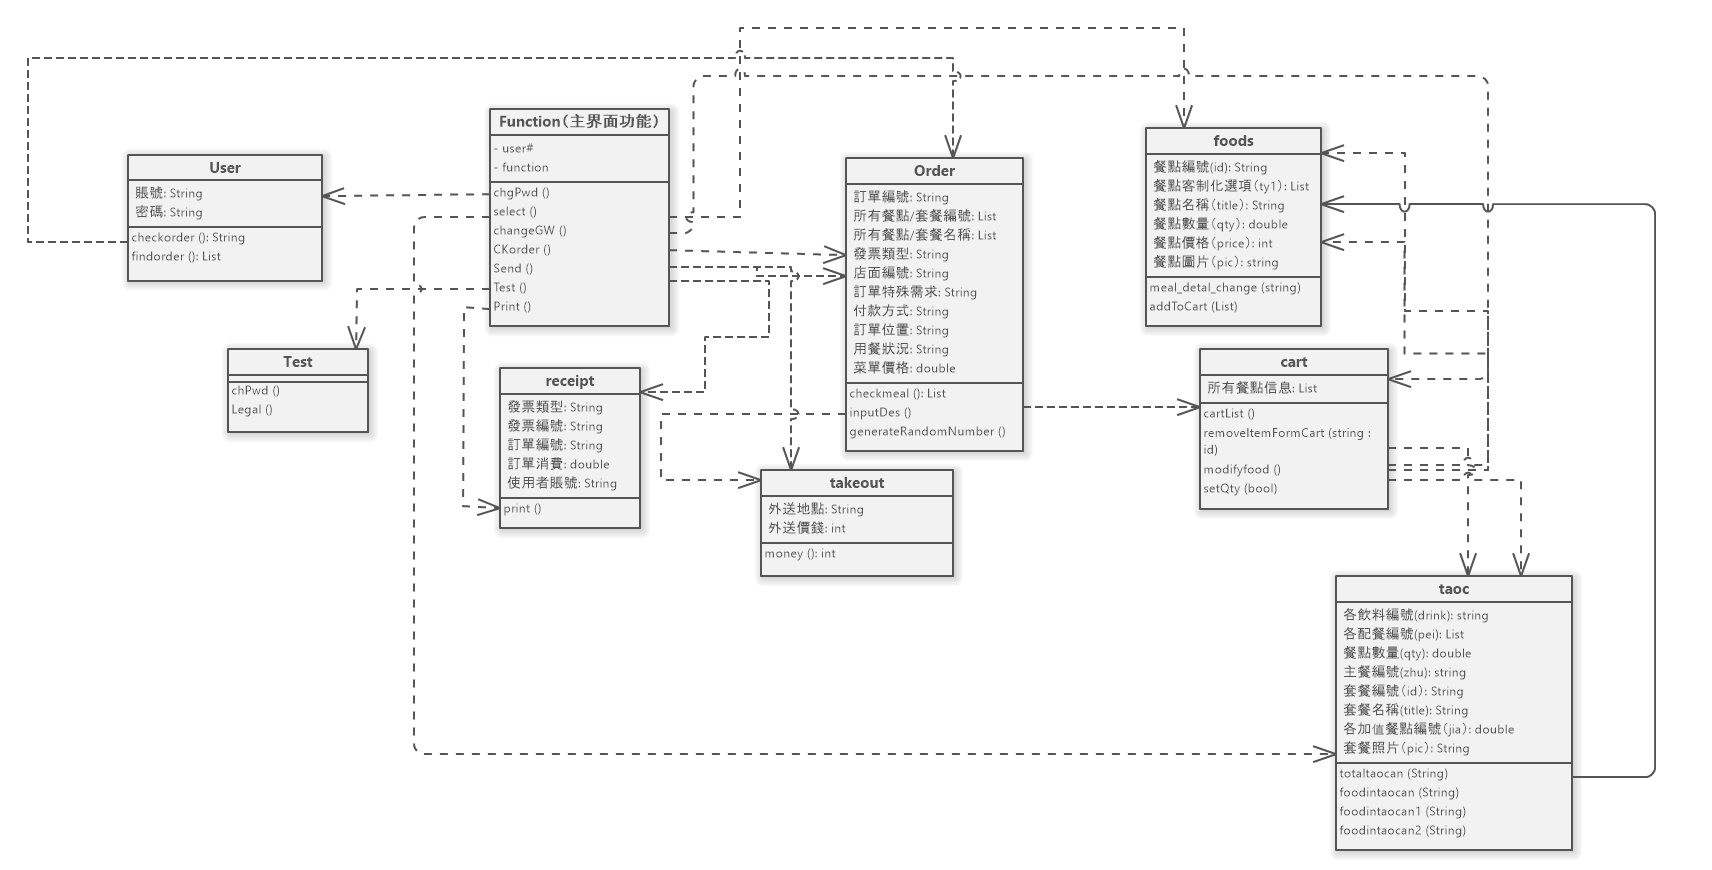 User
賬號: String
密碼: String
checkorder (): String
findorder (): List
Function（主界面功能）
- user#
- function
chgPwd ()
select ()
changeGW ()
CKorder ()
Send ()
Test ()
Print ()
Test
chPwd ()
Legal ()
receipt
發票類型: String
發票編號: String
訂單編號: String
訂單消費: double
使用者賬號: String
print ()
Order
訂單編號: String
所有餐點/套餐編號: List
所有餐點/套餐名稱: List
發票類型: String
店面編號: String
訂單特殊需求: String
付款方式: String
訂單位置: String
用餐狀況: String
菜單價格: double
checkmeal (): List
inputDes ()
generateRandomNumber ()
takeout
外送地點: String
外送價錢: int
money (): int
foods
餐點編號(id): String
餐點客制化選項（ty1）: List
餐點名稱（title）: String
餐點數量（qty）: double
餐點價格（price）: int
餐點圖片（pic）: string
meal_detal_change (string)
addToCart (List)
cart
所有餐點信息: List
cartList ()
removeItemFormCart (string :
id)
modifyfood ()
setQty (bool)
taoc
各飲料編號(drink): string
各配餐編號(pei): List
餐點數量(qty): double
主餐編號(zhu): string
套餐編號（id）: String
套餐名稱(title): String
各加值餐點編號（jia）: double
套餐照片（pic）: String
totaltaocan (String)
foodintaocan (String)
foodintaocan1 (String)
foodintaocan2 (String)